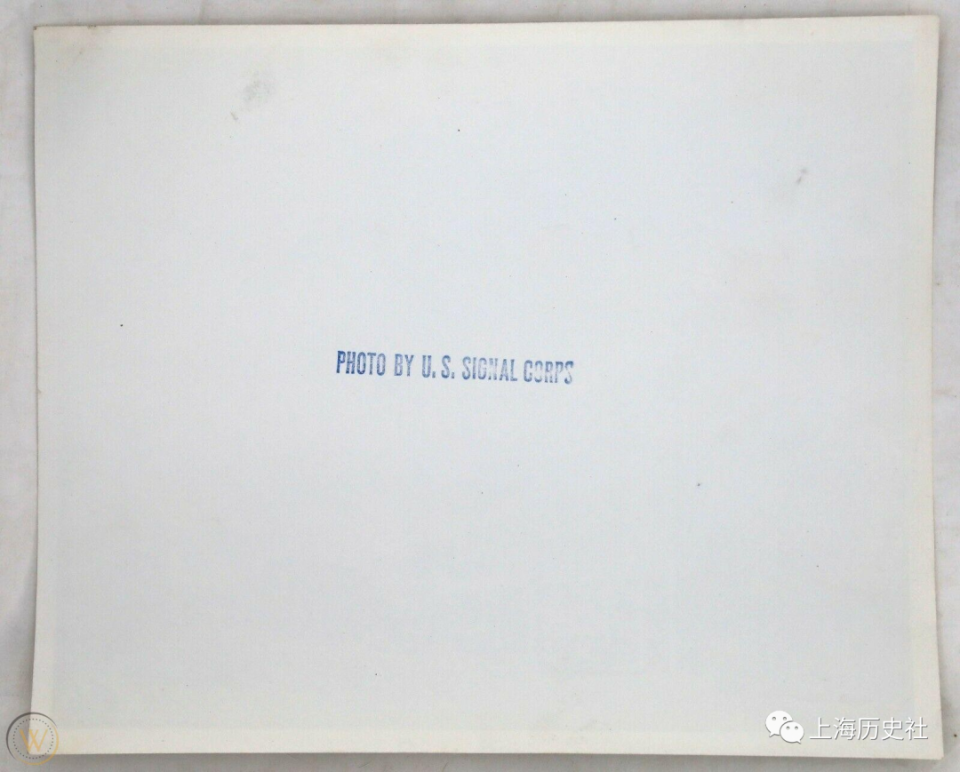 PHOTO BY U. S. SIGNAL CORPS
上海历史社
W